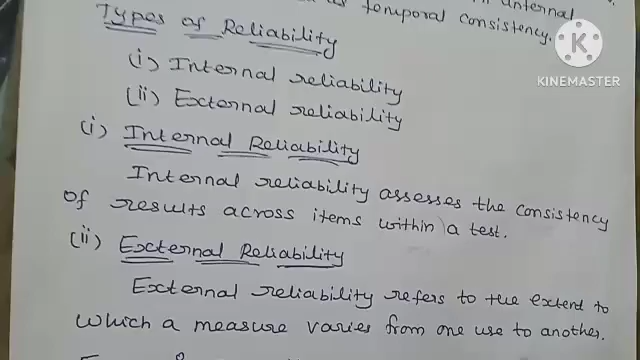 internal
as temporal consistency.
Types of Reliability
(i) Internal reliability
(ii) External reliability
(i) Internal Reliability
Internal reliability assesses the consistency
of results across items within a test.
(ii) External Reliability
External reliability refers to the extend to
which a measure varies from one use to another.
KINEMASTER